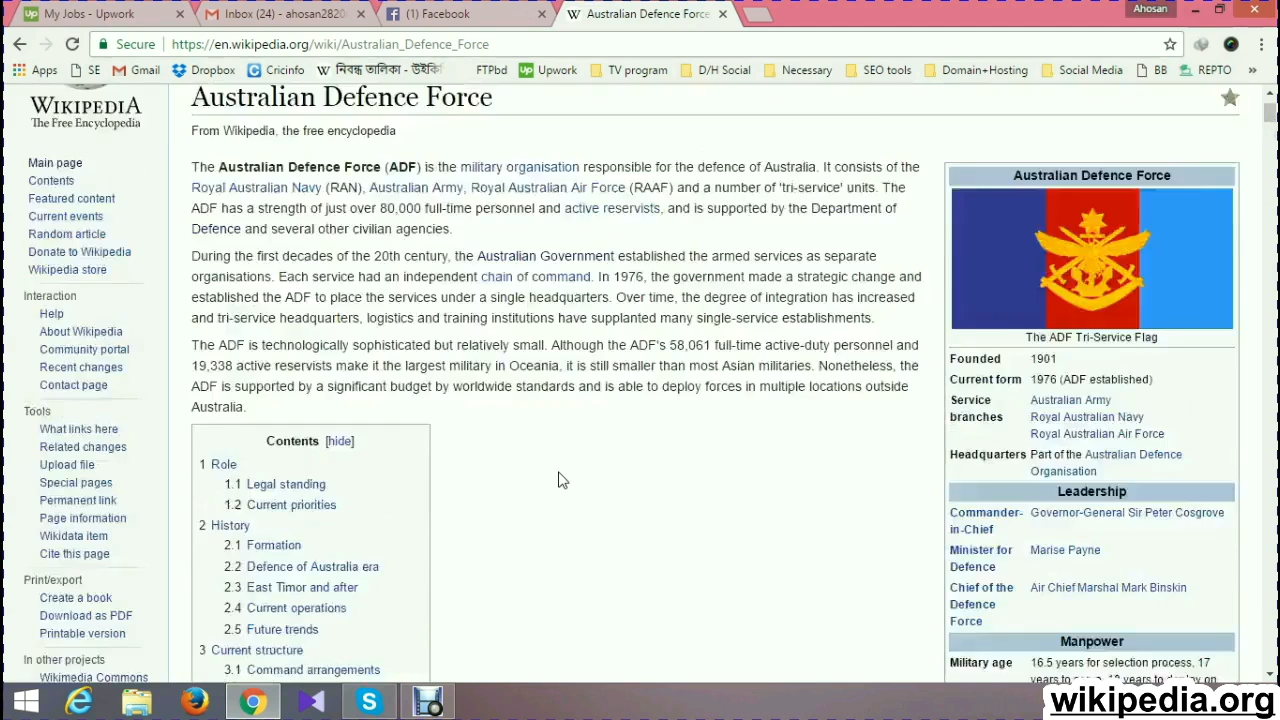 My Jobs - Upwork
Inbox (24) - ahosan2820
(1) Facebook
Australian Defence Force
Ahosan
Secure
https://en.wikipedia.org/wiki/Australian_Defence_Force
Apps SE Gmail Dropbox Cricinfo নিবন্ধ তালিকা - উইকি FTPbd Upwork TV program D/H Social Necessary SEO tools Domain+Hosting Social Media BB REPTO »
WIKIPEDIA
The Free Encyclopedia
Main page
Contents
Featured content
Current events
Random article
Donate to Wikipedia
Wikipedia store
Interaction
Help
About Wikipedia
Community portal
Recent changes
Contact page
Tools
What links here
Related changes
Upload file
Special pages
Permanent link
Page information
Wikidata item
Cite this page
Print/export
Create a book
Download as PDF
Printable version
In other projects
Wikimedia Commons
Australian Defence Force
From Wikipedia, the free encyclopedia
The Australian Defence Force (ADF) is the military organisation responsible for the defence of Australia. It consists of the
Royal Australian Navy (RAN), Australian Army, Royal Australian Air Force (RAAF) and a number of 'tri-service' units. The
ADF has a strength of just over 80,000 full-time personnel and active reservists, and is supported by the Department of
Defence and several other civilian agencies.
During the first decades of the 20th century, the Australian Government established the armed services as separate
organisations. Each service had an independent chain of command. In 1976, the government made a strategic change and
established the ADF to place the services under a single headquarters. Over time, the degree of integration has increased
and tri-service headquarters, logistics and training institutions have supplanted many single-service establishments.
The ADF is technologically sophisticated but relatively small. Although the ADF's 58,061 full-time active-duty personnel and
19,338 active reservists make it the largest military in Oceania, it is still smaller than most Asian militaries. Nonetheless, the
ADF is supported by a significant budget by worldwide standards and is able to deploy forces in multiple locations outside
Australia.
Contents [hide]
1 Role
1.1 Legal standing
1.2 Current priorities
2 History
2.1 Formation
2.2 Defence of Australia era
2.3 East Timor and after
2.4 Current operations
2.5 Future trends
3 Current structure
3.1 Command arrangements
Australian Defence Force
The ADF Tri-Service Flag
Founded 1901
Current form 1976 (ADF established)
Service Australian Army
branches Royal Australian Navy
Royal Australian Air Force
Headquarters Part of the Australian Defence
Organisation
Leadership
Commander- Governor-General Sir Peter Cosgrove
in-Chief
Minister for Marise Payne
Defence
Chief of the Air Chief Marshal Mark Binskin
Defence
Force
Manpower
Military age 16.5 years for selection process, 17
wikipedia.org